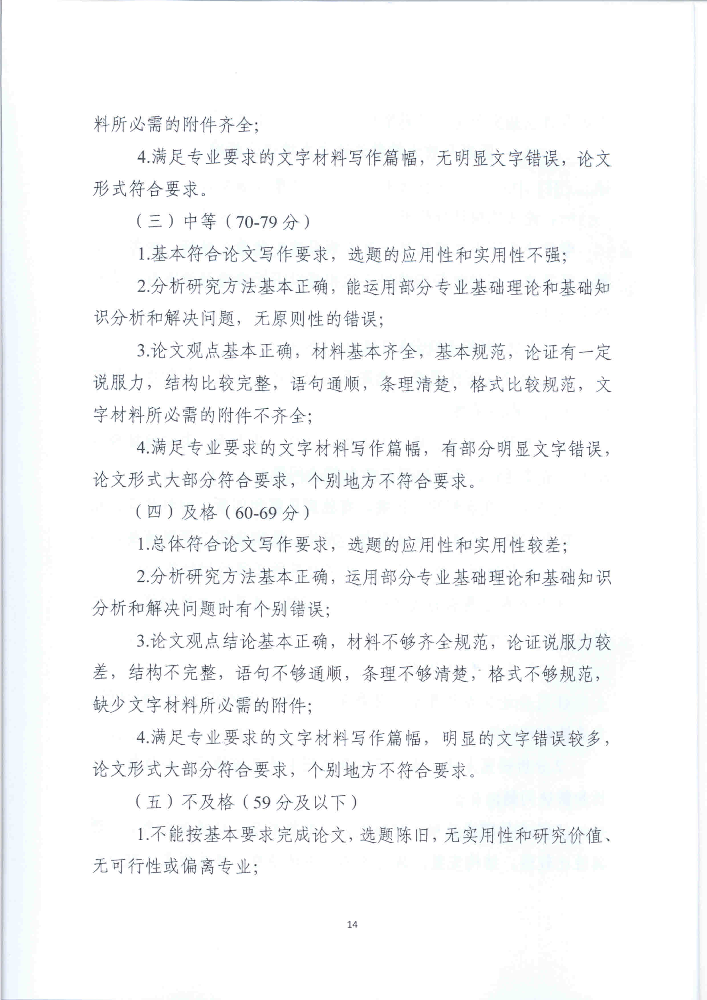 料所必需的附件齐全；
4.满足专业要求的文字材料写作篇幅，无明显文字错误，论文
形式符合要求。
（三）中等（70-79 分）
1.基本符合论文写作要求，选题的应用性和实用性不强；
2.分析研究方法基本正确，能运用部分专业基础理论和基础知
识分析和解决问题，无原则性的错误；
3.论文观点基本正确，材料基本齐全，基本规范，论证有一定
说服力，结构比较完整，语句通顺，条理清楚，格式比较规范，文
字材料所必需的附件不齐全；
4.满足专业要求的文字材料写作篇幅，有部分明显文字错误，
论文形式大部分符合要求，个别地方不符合要求。
（四）及格（60-69 分）
1.总体符合论文写作要求，选题的应用性和实用性较差；
2.分析研究方法基本正确，运用部分专业基础理论和基础知识
分析和解决问题时有个别错误；
3.论文观点结论基本正确，材料不够齐全规范，论证说服力较
差，结构不完整，语句不够通顺，条理不够清楚，格式不够规范，
缺少文字材料所必需的附件；
4.满足专业要求的文字材料写作篇幅，明显的文字错误较多，
论文形式大部分符合要求，个别地方不符合要求。
（五）不及格（59 分及以下）
1.不能按基本要求完成论文，选题陈旧，无实用性和研究价值、
无可行性或偏离专业；
14